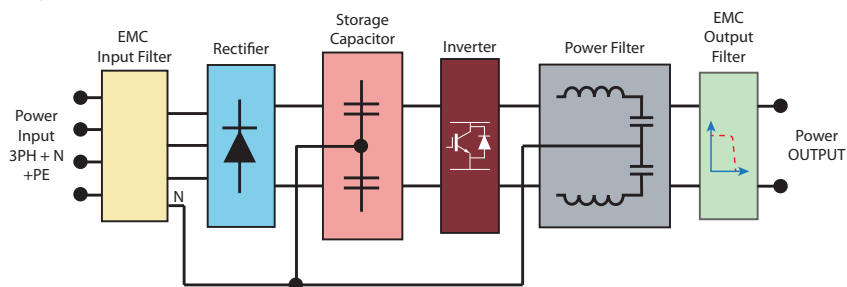 EMC
Input Filter
Rectifier
Storage
Capacitor
Inverter
Power Filter
EMC
Output
Filter
Power
Input
3PH + N
+PE
N
Power
OUTPUT